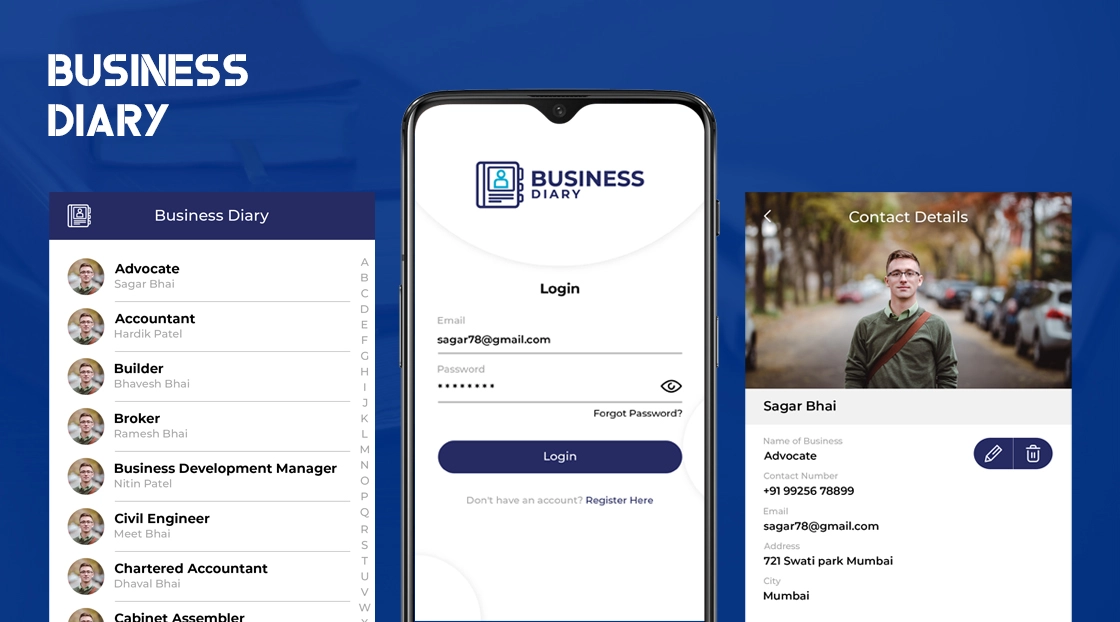 BUSINESS
DIARY
Business Diary
Advocate
Sagar Bhai
Accountant
Hardik Patel
Builder
Bhavesh Bhai
Broker
Ramesh Bhai
Business Development Manager
Nitin Patel
Civil Engineer
Meet Bhai
Chartered Accountant
Dhaval Bhai
Cabinet Assembler
A
B
C
D
E
F
G
H
I
J
K
L
M
N
O
P
Q
R
S
T
U
V
W
BUSINESS
DIARY
Login
Email
sagar78@gmail.com
Password
Forgot Password?
Login
Don't have an account? Register Here
Contact Details
Sagar Bhai
Name of Business
Advocate
Contact Number
+91 99256 78899
Email
sagar78@gmail.com
Address
721 Swati park Mumbai
City
Mumbai